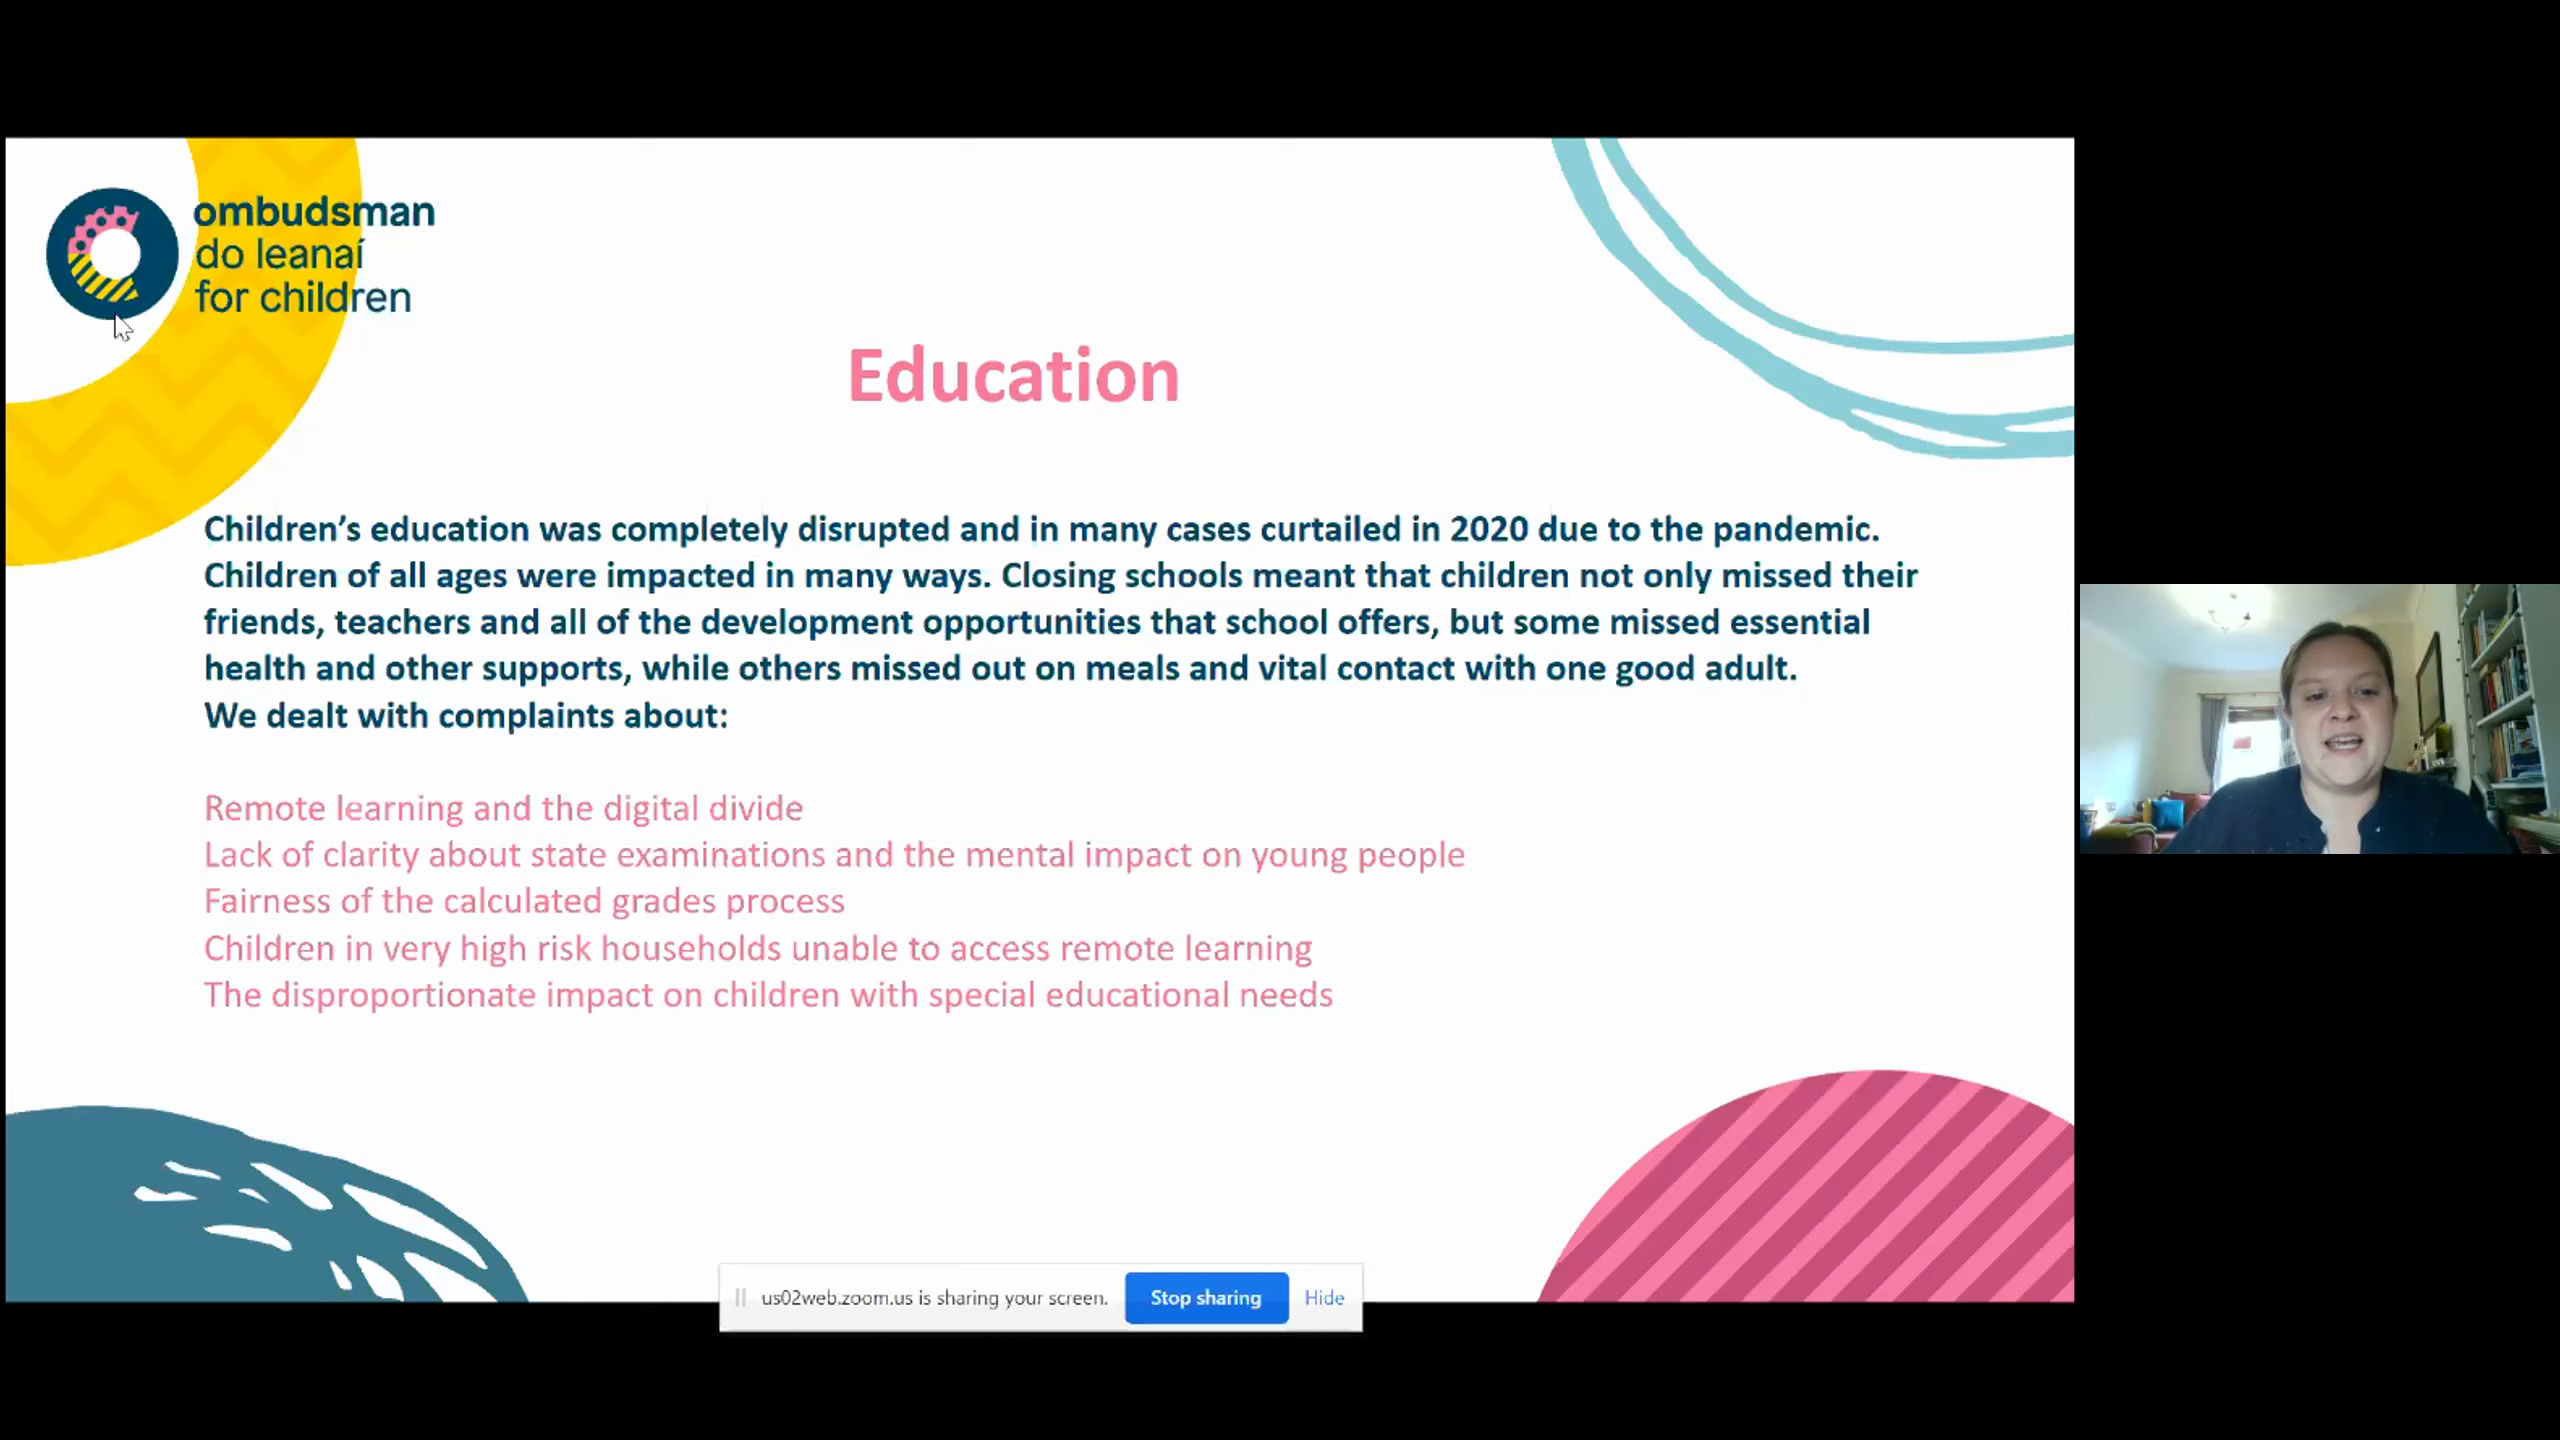 ombudsman
do leanaí
for children
Education
Children’s education was completely disrupted and in many cases curtailed in 2020 due to the pandemic.
Children of all ages were impacted in many ways. Closing schools meant that children not only missed their
friends, teachers and all of the development opportunities that school offers, but some missed essential
health and other supports, while others missed out on meals and vital contact with one good adult.
We dealt with complaints about:
Remote learning and the digital divide
Lack of clarity about state examinations and the mental impact on young people
Fairness of the calculated grades process
Children in very high risk households unable to access remote learning
The disproportionate impact on children with special educational needs
us02web.zoom.us is sharing your screen. Stop sharing Hide